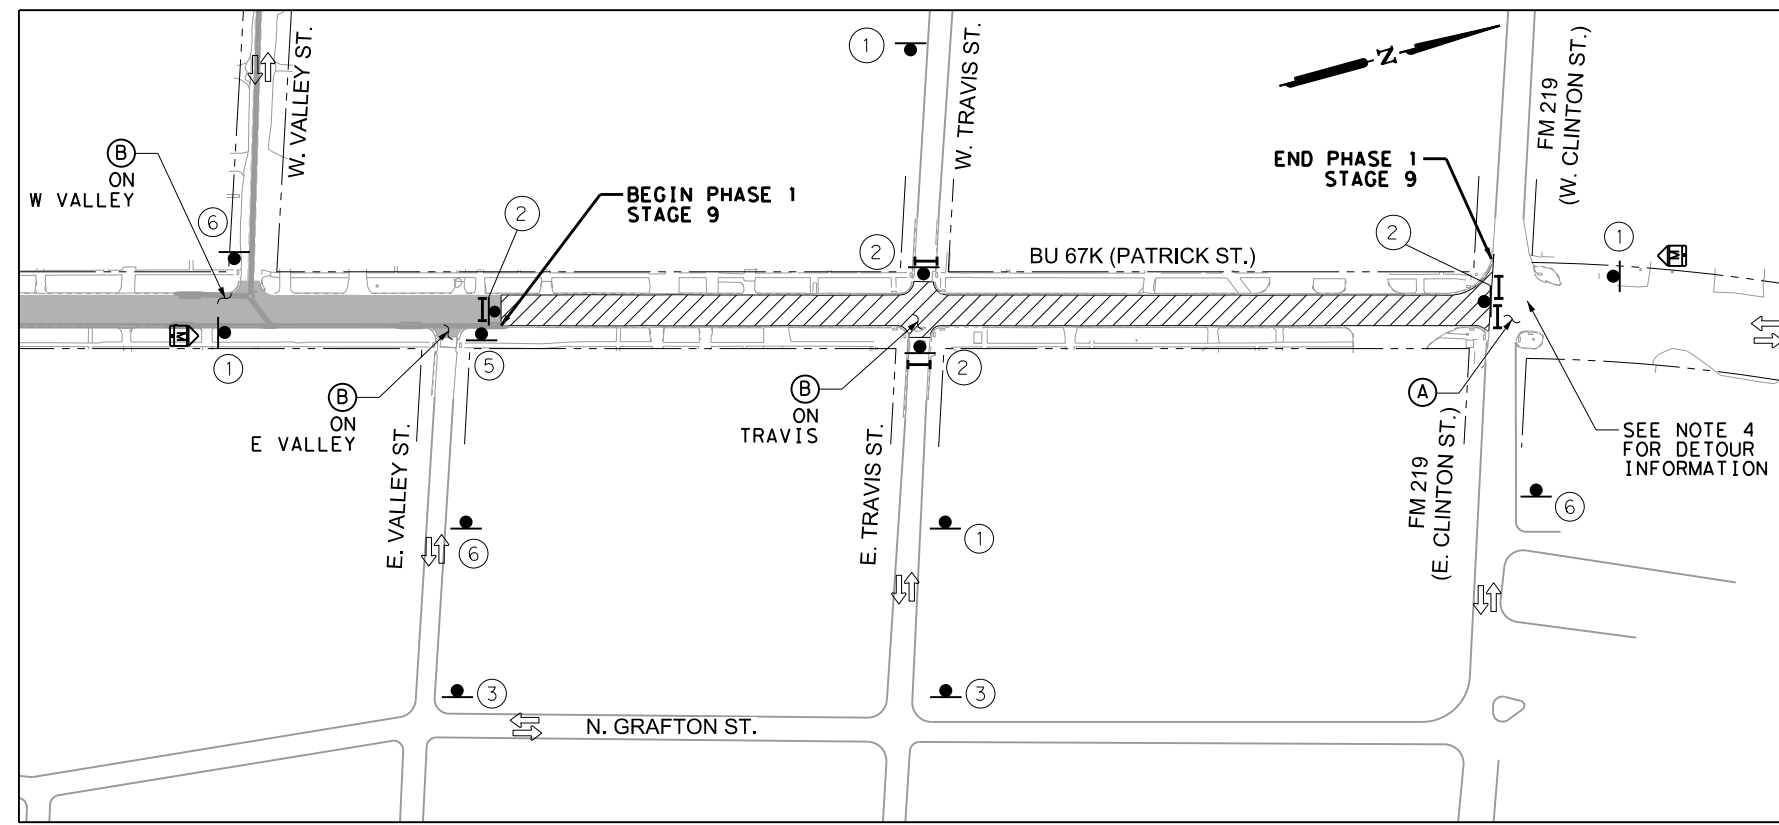 W. VALLEY ST.
1
W. TRAVIS ST.
N
FM 219
(W. CLINTON ST.)
B
ON
W VALLEY
6
BEGIN PHASE 1
STAGE 9
2
2
BU 67K (PATRICK ST.)
END PHASE 1
STAGE 9
2
1
M
M
1
5
2
B
ON
E VALLEY
B
ON
TRAVIS
A
SEE NOTE 4
FOR DETOUR
INFORMATION
E. VALLEY ST.
6
E. TRAVIS ST.
1
FM 219
(E. CLINTON ST.)
6
3
3
N. GRAFTON ST.